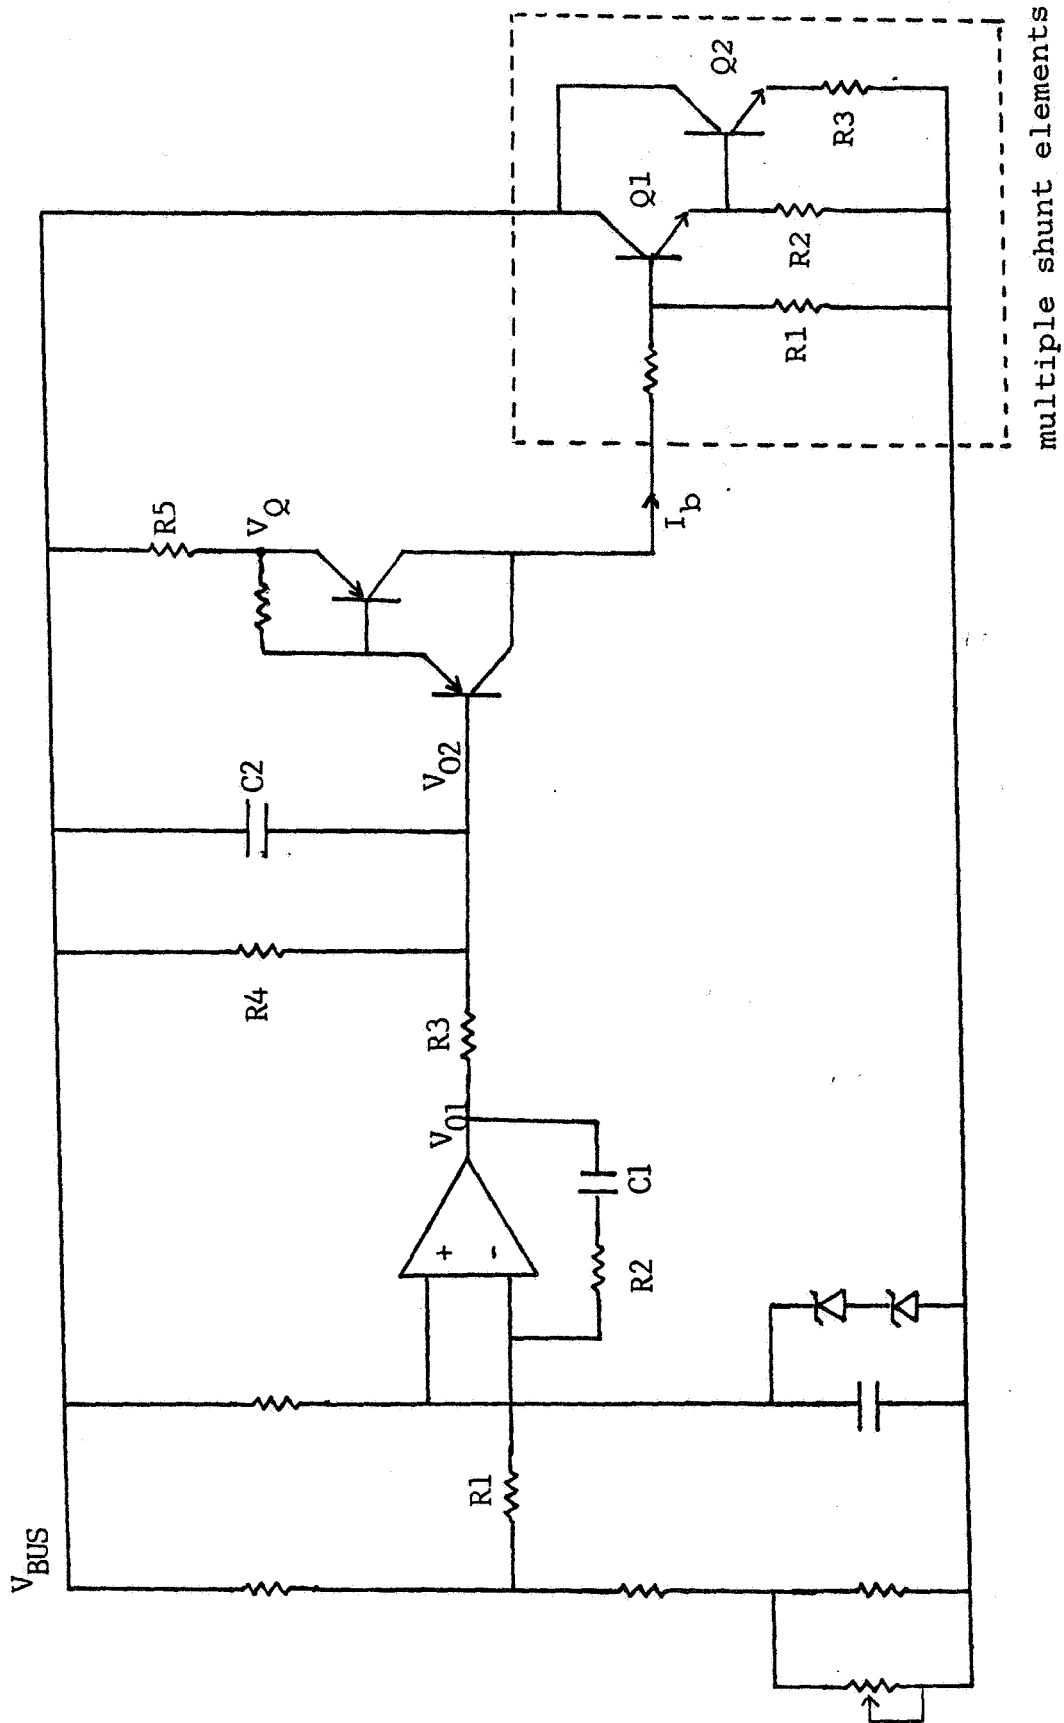 V_BUS
R1
+
-
R2
C1
V_O1
R3
R4
C2
V_O2
R5
V_Q
I_b
Q1
Q2
R1
R2
R3
multiple shunt elements